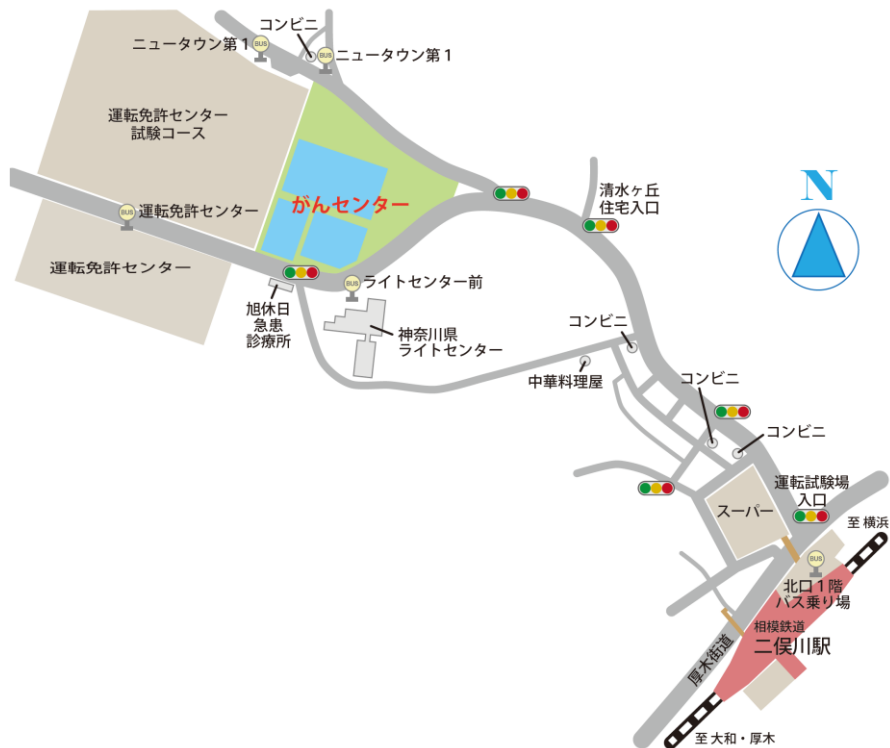 コンビニ
ニュータウン第1
BUS
BUS
ニュータウン第1
N
運転免許センター
試験コース
清水ヶ丘
住宅入口
がんセンター
BUS
運転免許センター
運転免許センター
BUS
ライトセンター前
旭休日
急患
診療所
神奈川県
ライトセンター
コンビニ
中華料理屋
コンビニ
コンビニ
運転試験場
入口
スーパー
至 横浜
BUS
北口1階
バス乗り場
相模鉄道
二俣川駅
厚木街道
至 大和・厚木